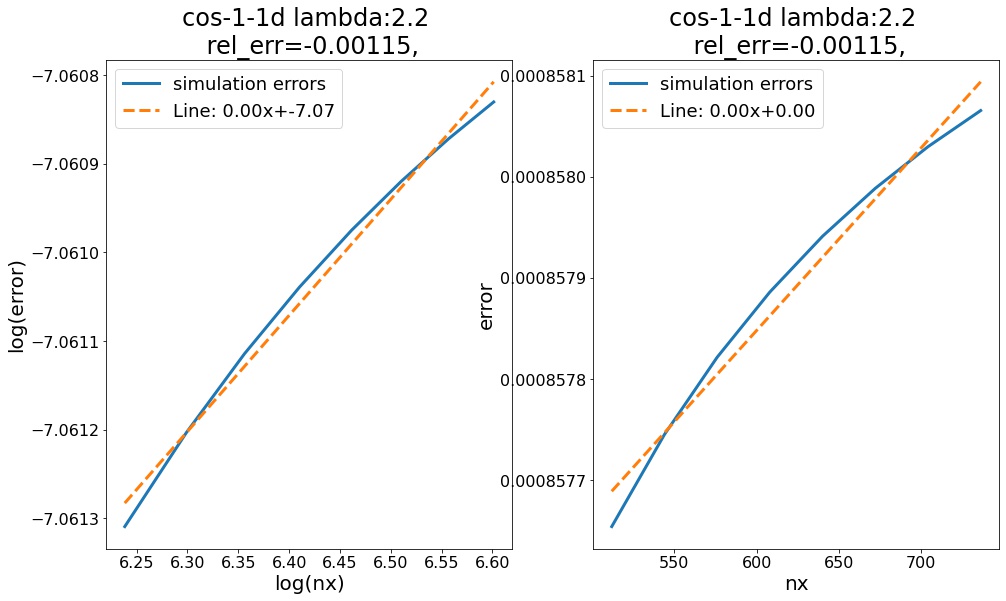 cos-1-1d lambda:2.2
rel_err=-0.00115,
simulation errors
Line: 0.00x+-7.07
−7.0608
−7.0609
−7.0610
−7.0611
−7.0612
−7.0613
log(error)
6.25 6.30 6.35 6.40 6.45 6.50 6.55 6.60
log(nx)
cos-1-1d lambda:2.2
rel_err=-0.00115,
simulation errors
Line: 0.00x+0.00
0.0008581
0.0008580
0.0008579
0.0008578
0.0008577
error
550 600 650 700
nx